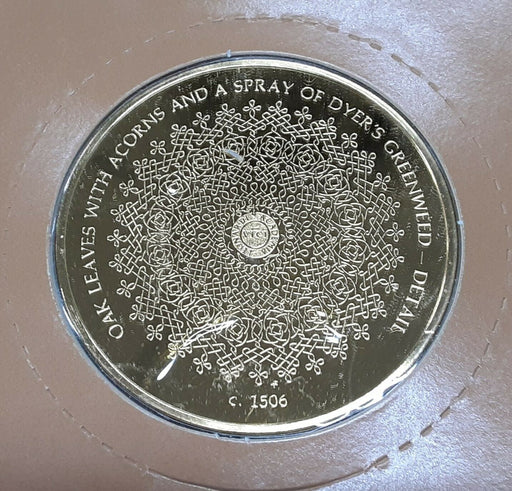 OAK LEAVES WITH ACORNS AND A SPRAY OF DYER'S GREENWEED – DETAIL
c. 1506